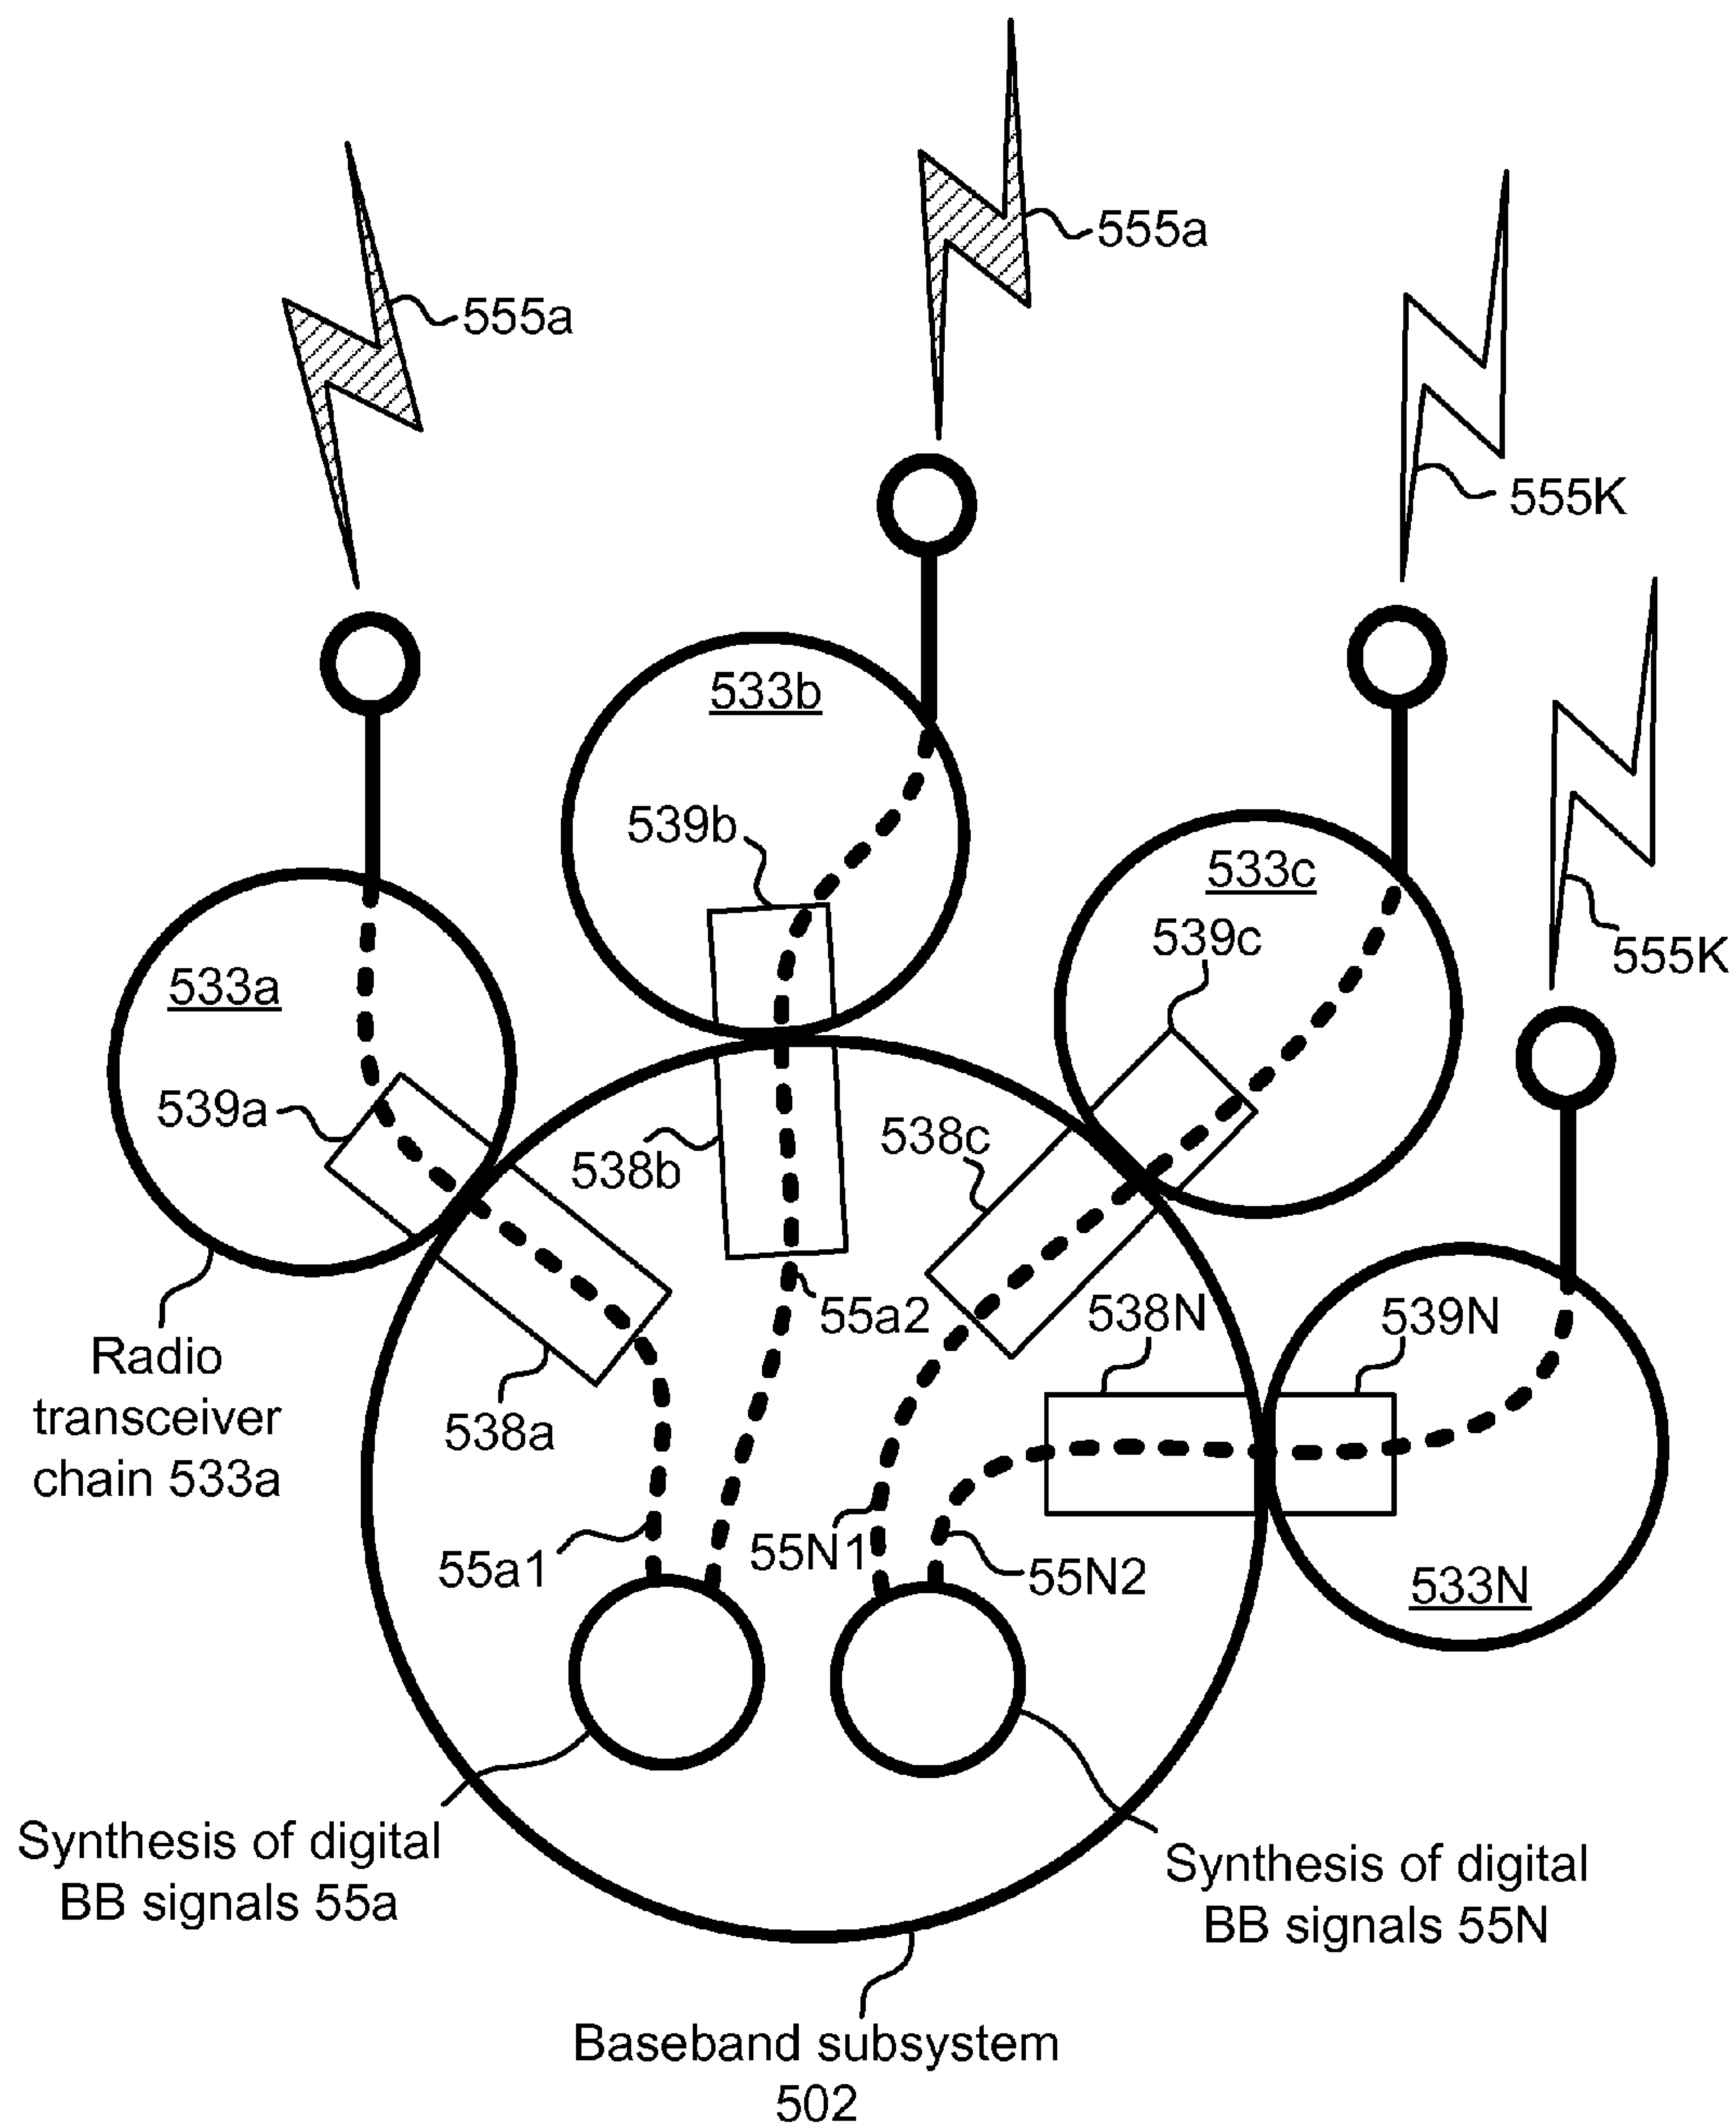 555a
555a
555K
533b
539b
533c
539c
555K
533a
539a
538c
538b
55a2
538N
539N
Radio
transceiver
chain 533a
538a
55N1
55a1
55N2
533N
Synthesis of digital
BB signals 55a
Synthesis of digital
BB signals 55N
Baseband subsystem
502